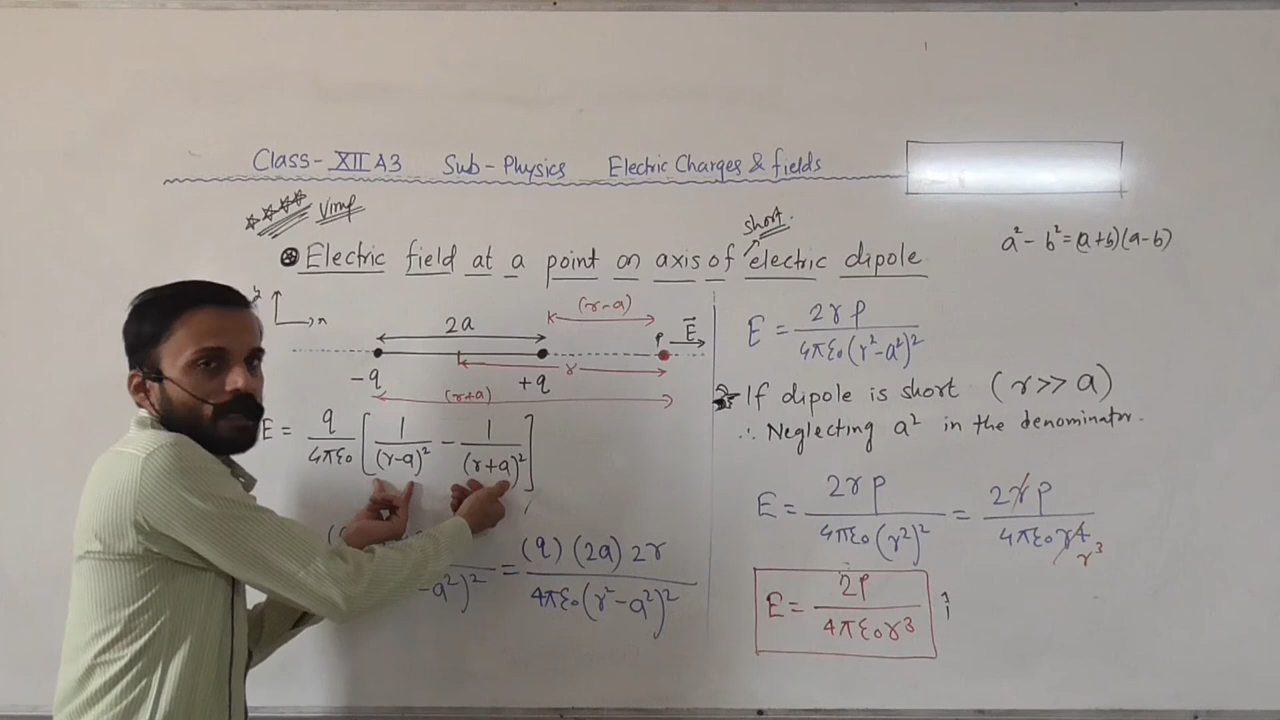 Class-XII A3 Sub-Physics Electric Charges & fields
Vimp
short.
Electric field at a point on axis of electric dipole
a² - b² = (a+b)(a-b)
(r-a)
2a
P
E⃗
-q
+q
r
(r+a)
E = q/4πε₀ [1/(r-a)² - 1/(r+a)²]
-a²)² = (q)(2a)2r/4πε₀(r²-a²)²
E = 2rp/4πε₀(r²-a²)²
If dipole is short (r>>a)
∴ Neglecting a² in the denominator.
E = 2rp/4πε₀(r²)² = 2rp/4πε₀r⁴ r³
E = 2p/4πε₀r³ î